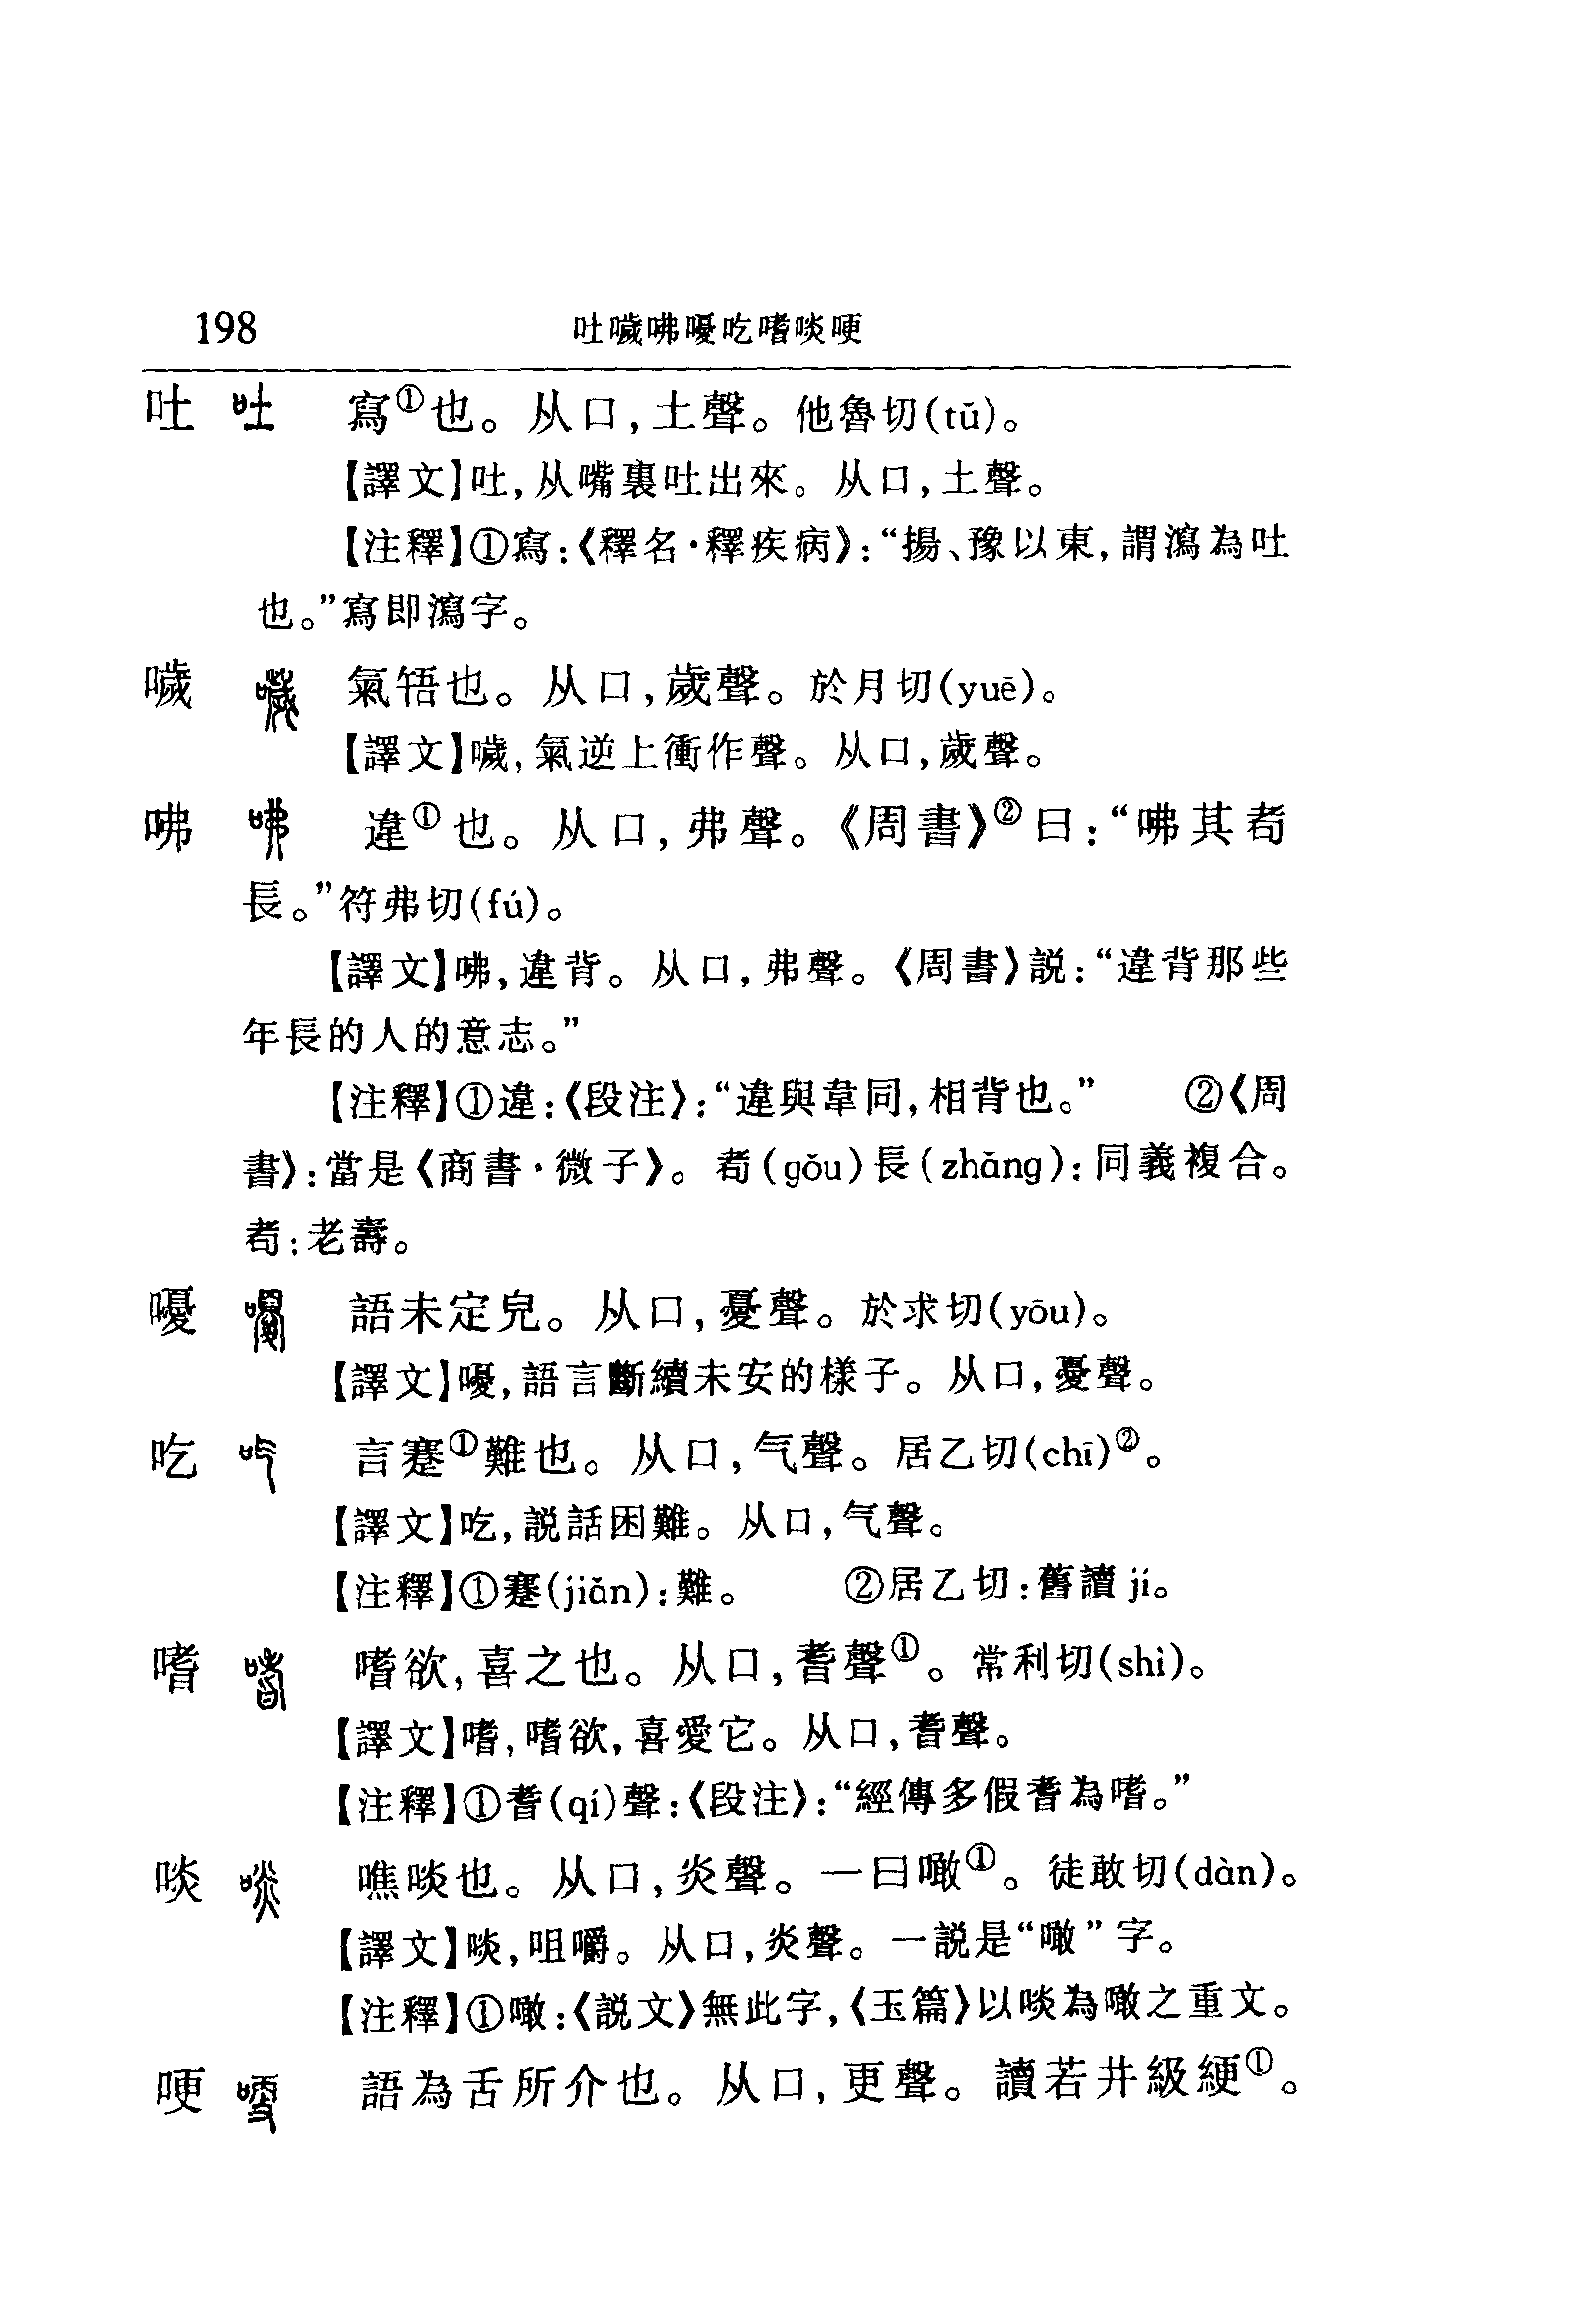 198 吐噦咈嚘吃嗜啖哽
吐 寫①也。从口,土聲。他魯切(tǔ)。
【譯文】吐,从嘴裏吐出來。从口,土聲。
【注釋】①寫:《釋名·釋疾病》:“揚、豫以東,謂瀉為吐
也。”寫即瀉字。
噦 氣啎也。从口,歲聲。於月切(yuē)。
【譯文】噦,氣逆上衝作聲。从口,歲聲。
咈 違①也。从口,弗聲。《周書》②曰:“咈其耇
長。”符弗切(fú)。
【譯文】咈,違背。从口,弗聲。《周書》説:“違背那些
年長的人的意志。”
【注釋】①違:《段注》:“違與韋同,相背也。” ②《周
書》:當是《商書·微子》。耇(gǒu)長(zhǎng):同義複合。
耇:老壽。
嚘 語未定皃。从口,憂聲。於求切(yōu)。
【譯文】嚘,語言斷續未安的樣子。从口,憂聲。
吃 言蹇①難也。从口,气聲。居乙切(chī)②。
【譯文】吃,説話困難。从口,气聲。
【注釋】①蹇(jiǎn):難。 ②居乙切:舊讀jí。
嗜 嗜欲,喜之也。从口,耆聲①。常利切(shì)。
【譯文】嗜,嗜欲,喜愛它。从口,耆聲。
【注釋】①耆(qí)聲:《段注》:“經傳多假耆為嗜。”
啖 噍啖也。从口,炎聲。一曰噉①。徒敢切(dàn)。
【譯文】啖,咀嚼。从口,炎聲。一説是“噉”字。
【注釋】①噉:《説文》無此字,《玉篇》以啖為噉之重文。
哽 語為舌所介也。从口,更聲。讀若井級綆①。